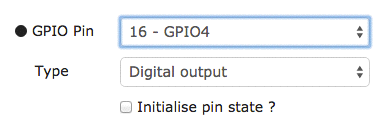 GPIO Pin 16 - GPIO4
Type Digital output
Initialise pin state ?